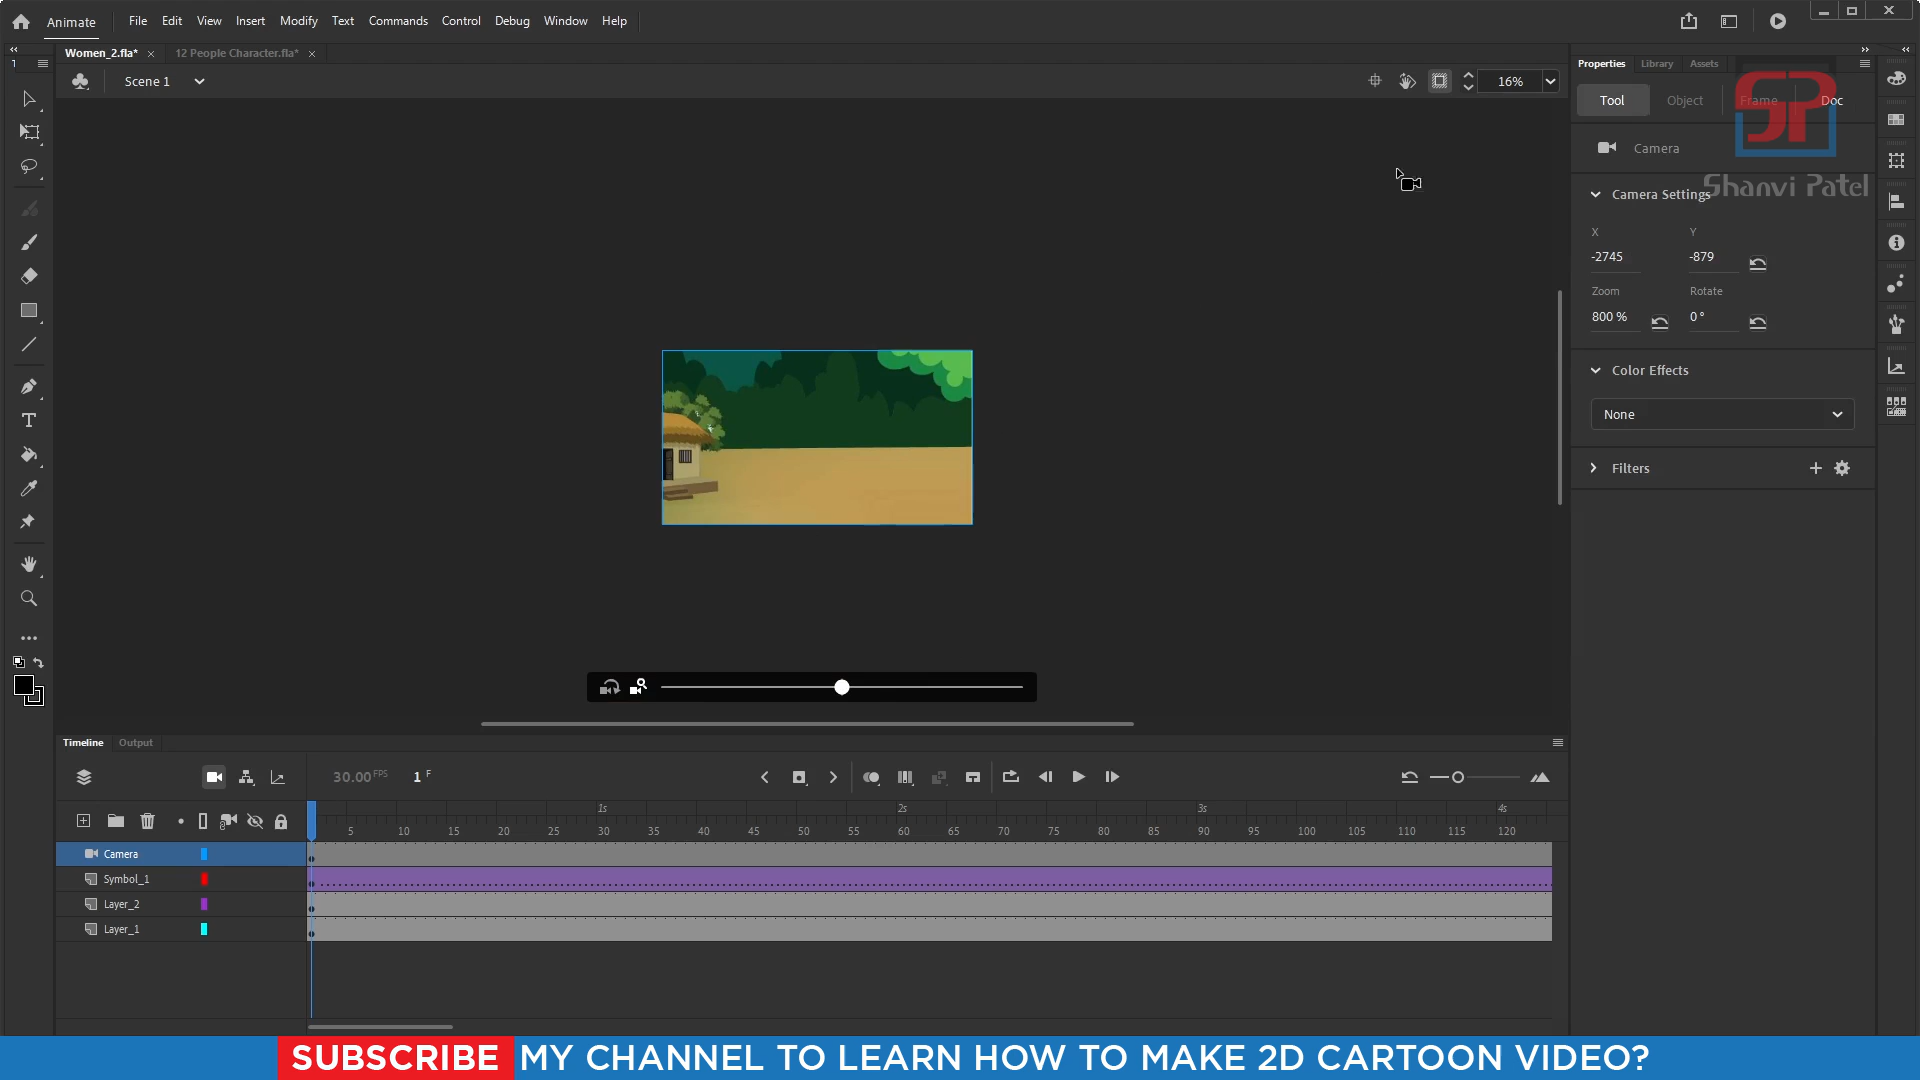 Animate
File Edit View Insert Modify Text Commands Control Debug Window Help
Women_2.fla* × 12 People Character.fla* ×
Scene 1
16%
Properties Library Assets
Tool Object Frame Doc
SP
Shanvi Patel
Camera
Camera Settings
X Y
-2745 -879
Zoom Rotate
800 % 0°
Color Effects
None
Filters
Timeline Output
30.00 FPS 1 F
1s 2s 3s 4s
5 10 15 20 25 30 35 40 45 50 55 60 65 70 75 80 85 90 95 100 105 110 115 120
Camera
Symbol_1
Layer_2
Layer_1
SUBSCRIBE MY CHANNEL TO LEARN HOW TO MAKE 2D CARTOON VIDEO?